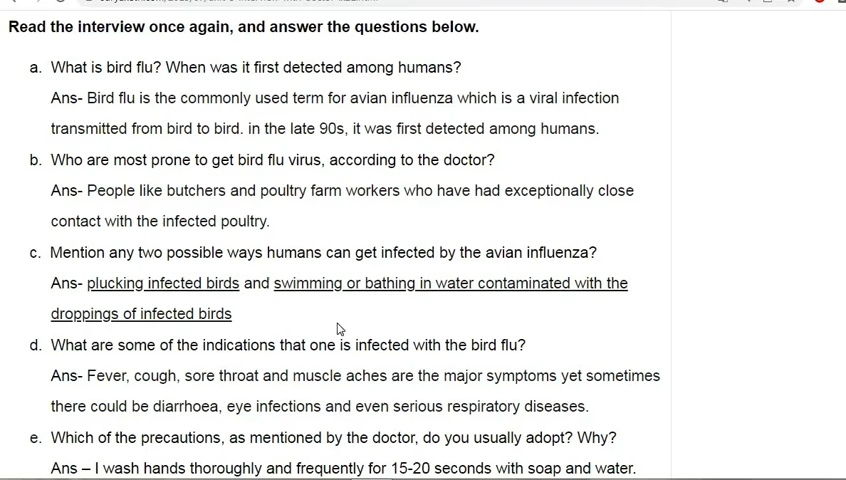 Read the interview once again, and answer the questions below.
a. What is bird flu? When was it first detected among humans?
Ans- Bird flu is the commonly used term for avian influenza which is a viral infection
transmitted from bird to bird. in the late 90s, it was first detected among humans.
b. Who are most prone to get bird flu virus, according to the doctor?
Ans- People like butchers and poultry farm workers who have had exceptionally close
contact with the infected poultry.
c. Mention any two possible ways humans can get infected by the avian influenza?
Ans- plucking infected birds and swimming or bathing in water contaminated with the
droppings of infected birds
d. What are some of the indications that one is infected with the bird flu?
Ans- Fever, cough, sore throat and muscle aches are the major symptoms yet sometimes
there could be diarrhoea, eye infections and even serious respiratory diseases.
e. Which of the precautions, as mentioned by the doctor, do you usually adopt? Why?
Ans – I wash hands thoroughly and frequently for 15-20 seconds with soap and water.